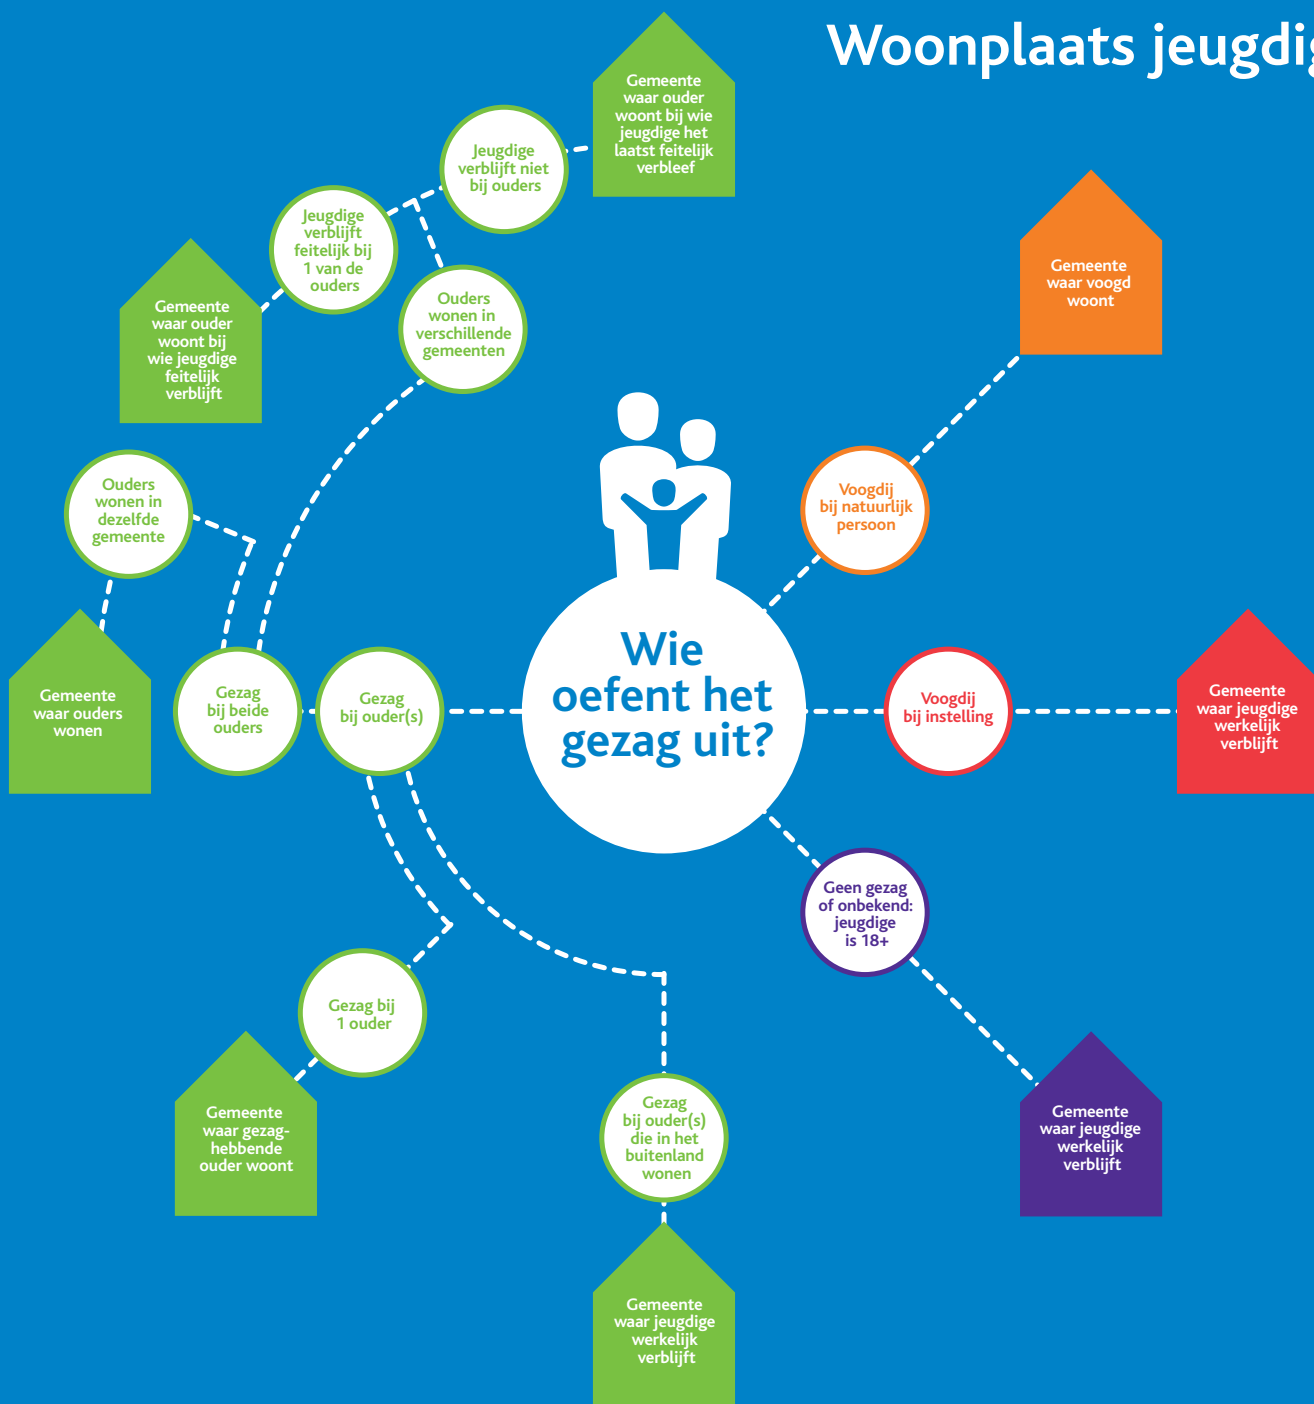 Woonplaats jeugdig
Gemeente
waar ouder
woont bij wie
jeugdige het
laatst feitelijk
verbleef
Jeugdige
verblijft niet
bij ouders
Jeugdige
verblijft
feitelijk bij
1 van de
ouders
Ouders
wonen in
verschillende
gemeenten
Gemeente
waar ouder
woont bij
wie jeugdige
feitelijk
verblijft
Gemeente
waar voogd
woont
Ouders
wonen in
dezelfde
gemeente
Voogdij
bij natuurlijk
persoon
Wie
oefent het
gezag uit?
Gemeente
waar ouders
wonen
Gezag
bij beide
ouders
Gezag
bij ouder(s)
Voogdij
bij instelling
Gemeente
waar jeugdige
werkelijk
verblijft
Geen gezag
of onbekend:
jeugdige
is 18+
Gezag bij
1 ouder
Gemeente
waar gezag-
hebbende
ouder woont
Gezag
bij ouder(s)
die in het
buitenland
wonen
Gemeente
waar jeugdige
werkelijk
verblijft
Gemeente
waar jeugdige
werkelijk
verblijft